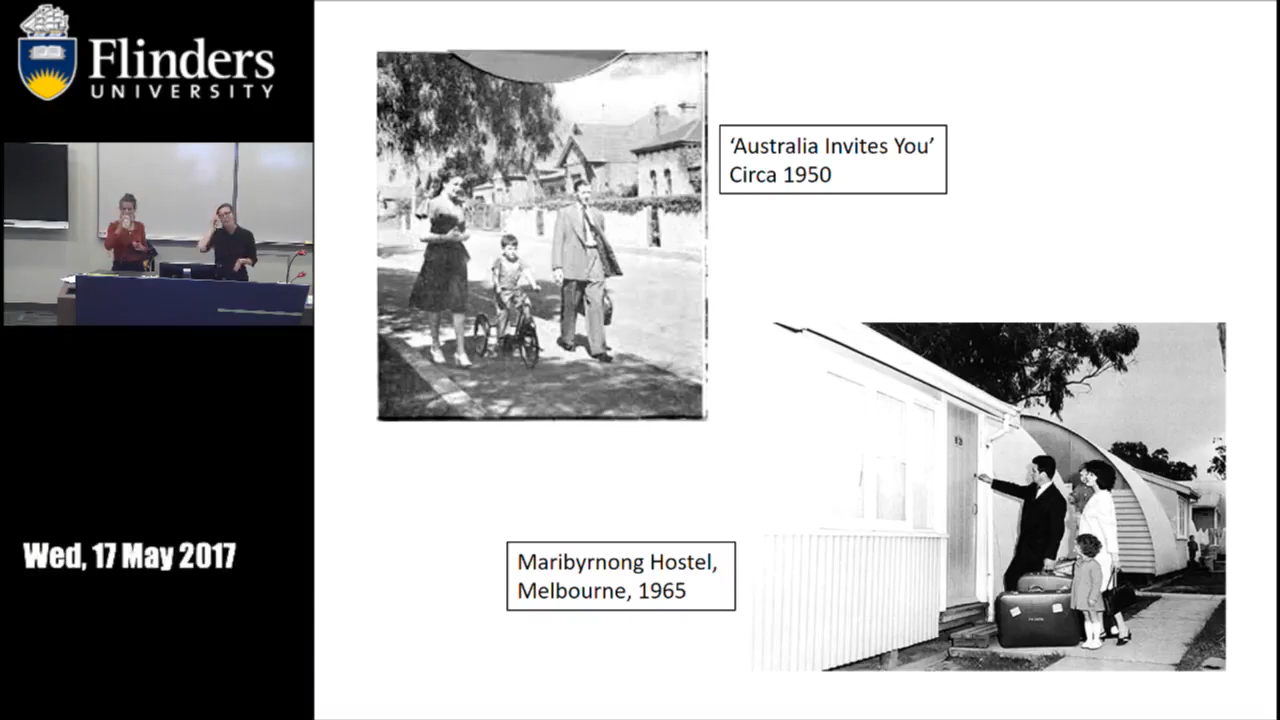 Flinders
UNIVERSITY
Wed, 17 May 2017
‘Australia Invites You’
Circa 1950
Maribyrnong Hostel,
Melbourne, 1965